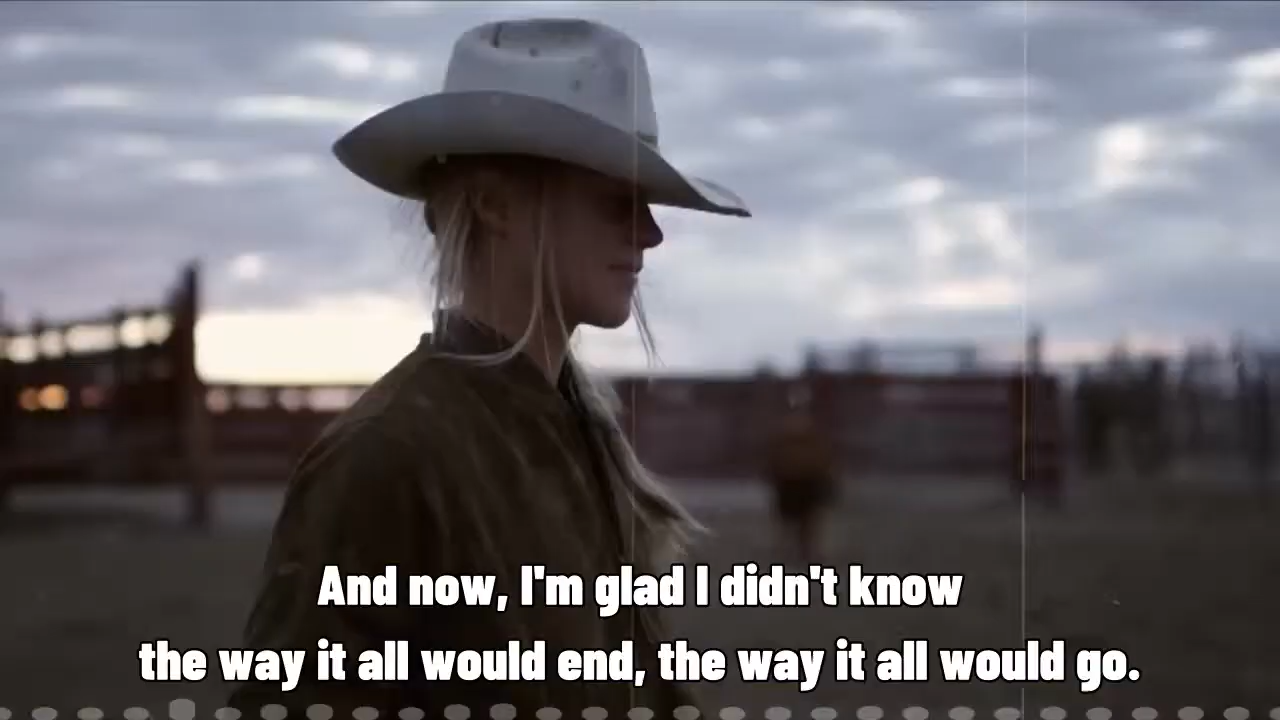 And now, I'm glad I didn't know
the way it all would end, the way it all would go.